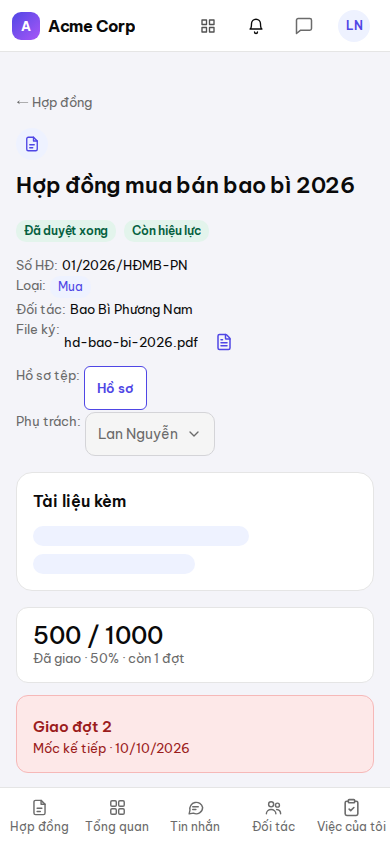 A Acme Corp LN
← Hợp đồng
Hợp đồng mua bán bao bì 2026
Đã duyệt xong Còn hiệu lực
Số HĐ: 01/2026/HĐMB-PN
Loại: Mua
Đối tác: Bao Bì Phương Nam
File ký: hd-bao-bi-2026.pdf
Hồ sơ tệp: Hồ sơ
Phụ trách: Lan Nguyễn
Tài liệu kèm
500 / 1000
Đã giao · 50% · còn 1 đợt
Giao đợt 2
Mốc kế tiếp · 10/10/2026
Hợp đồng Tổng quan Tin nhắn Đối tác Việc của tôi